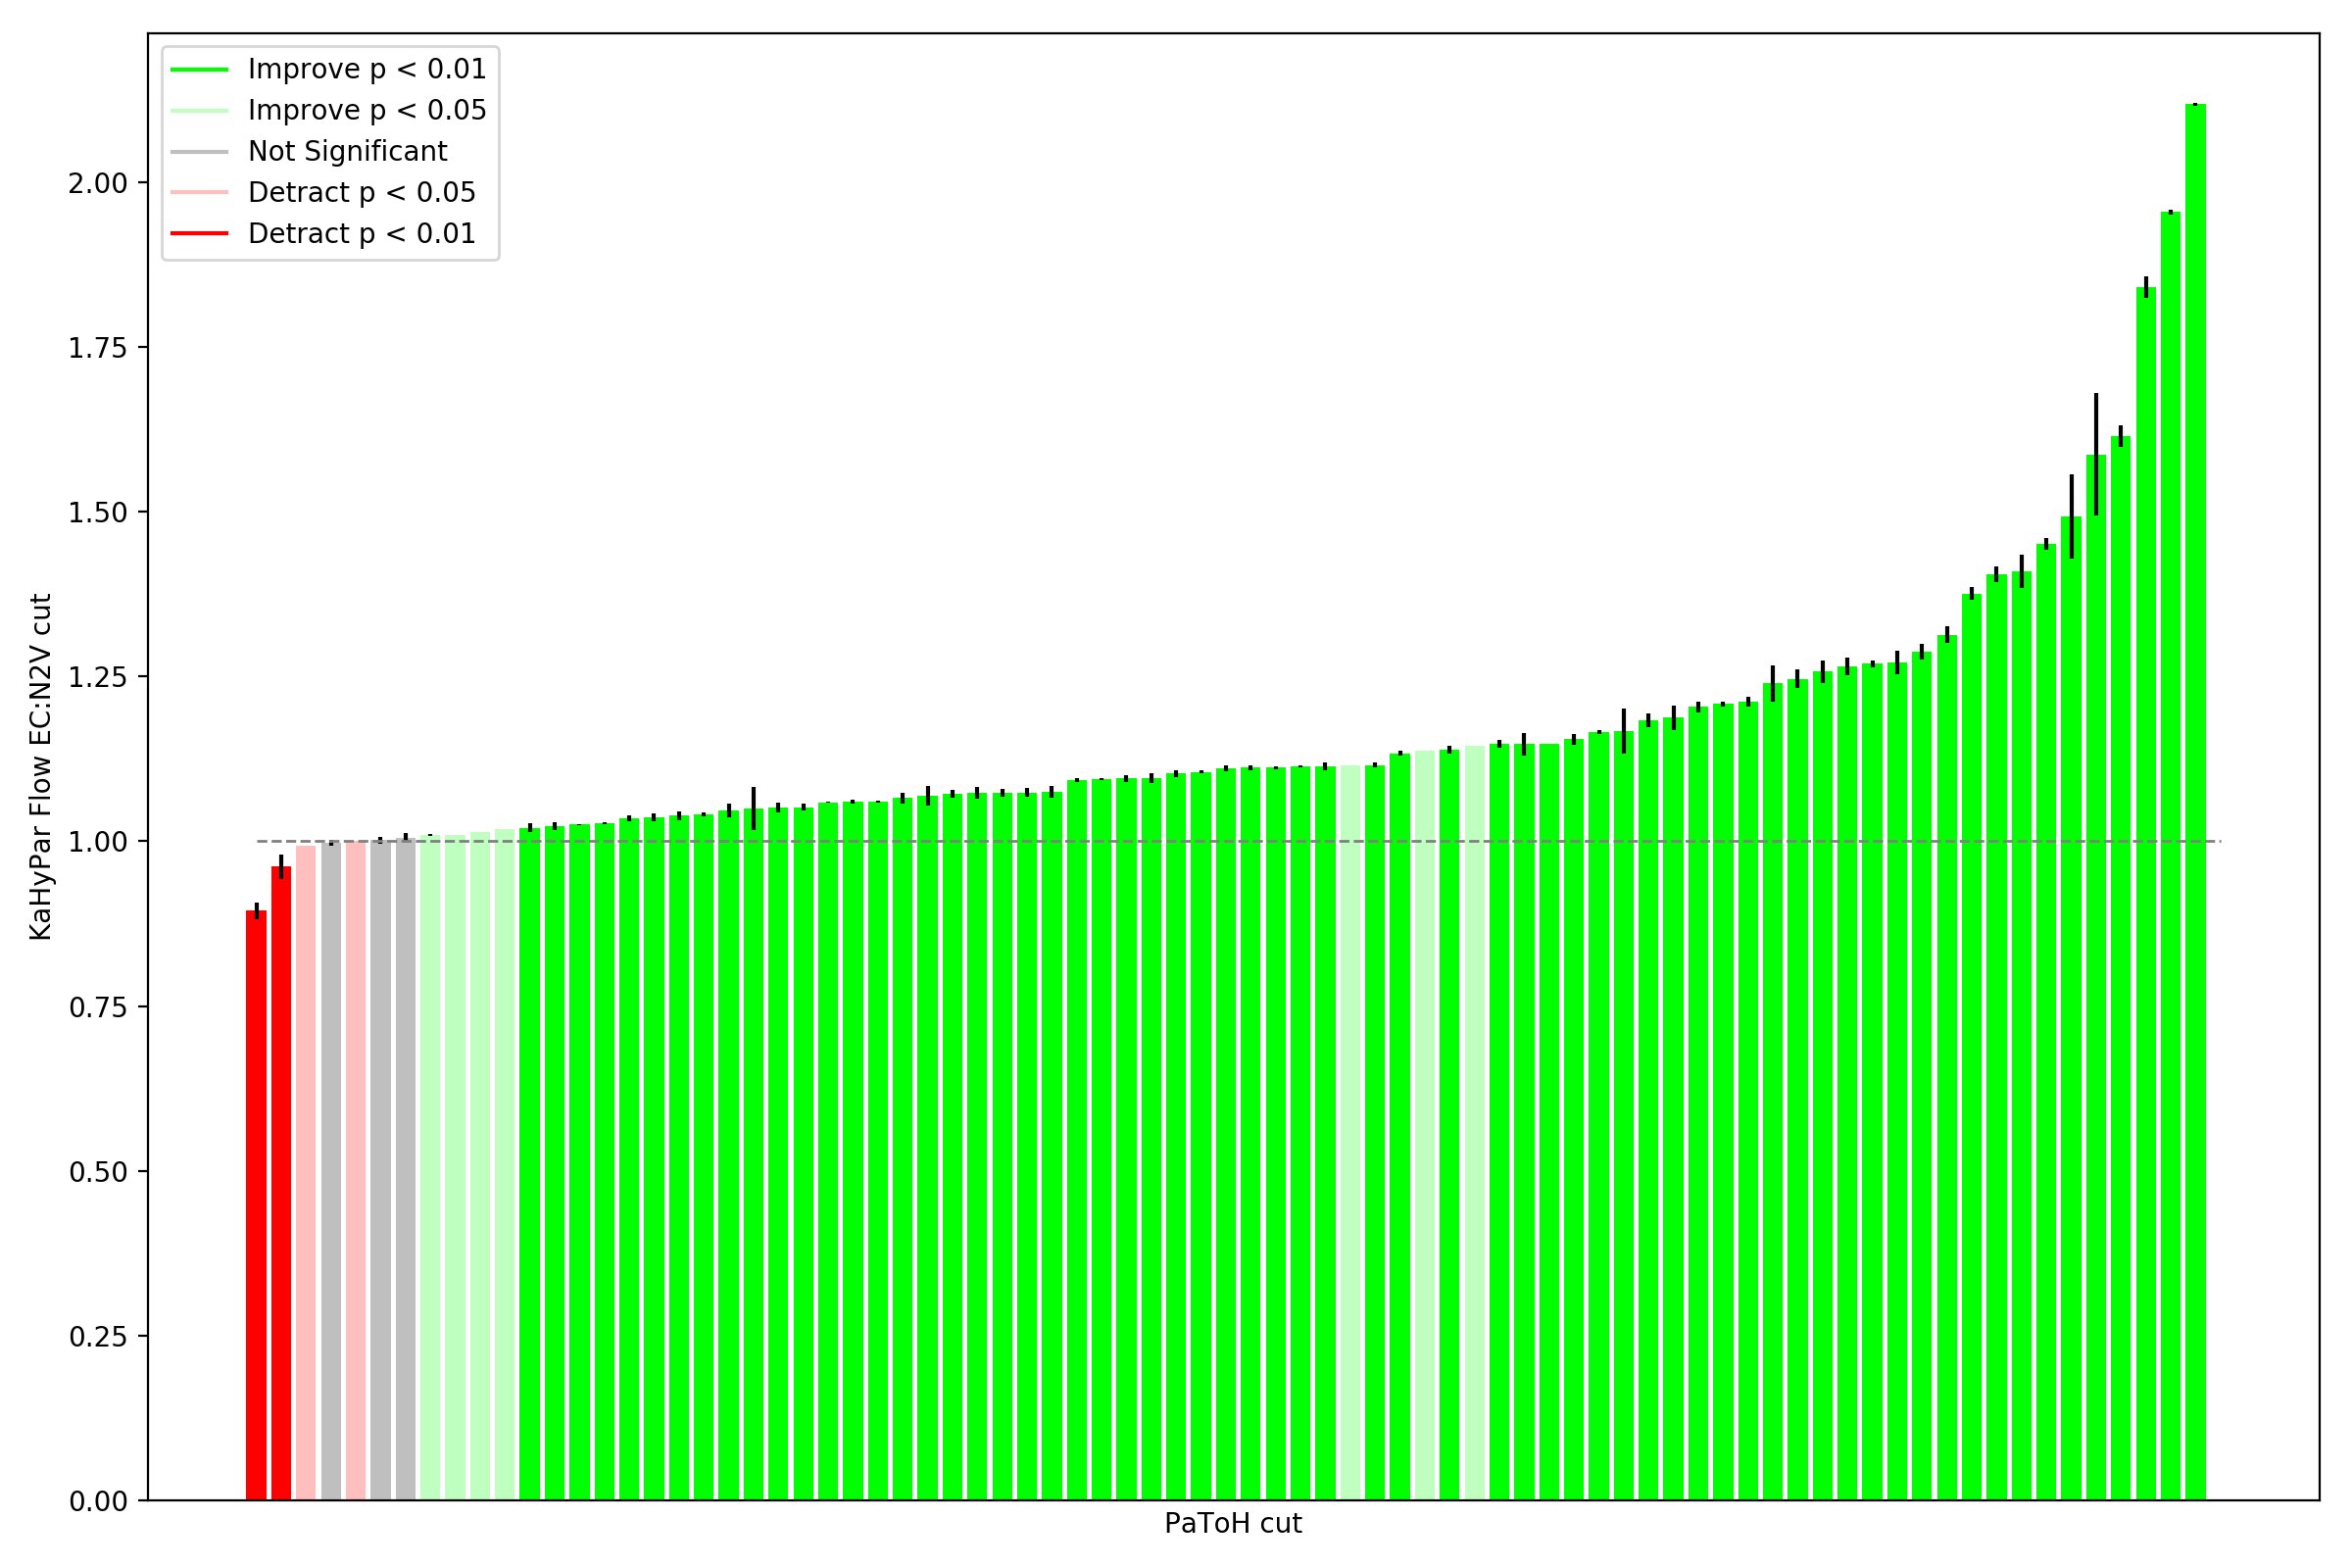 Improve p < 0.01
Improve p < 0.05
Not Significant
Detract p < 0.05
Detract p < 0.01
2.00
1.75
1.50
1.25
1.00
0.75
0.50
0.25
0.00
KaHyPar Flow EC:N2V cut
PaToH cut